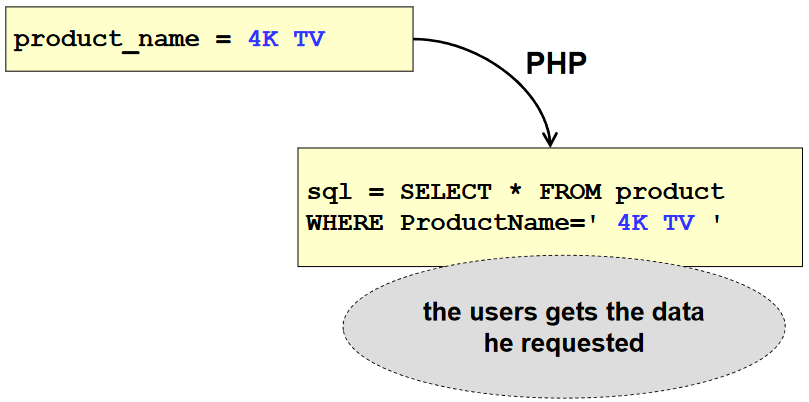 product_name = 4K TV
PHP
sql = SELECT * FROM product
WHERE ProductName=' 4K TV '
the users gets the data
he requested